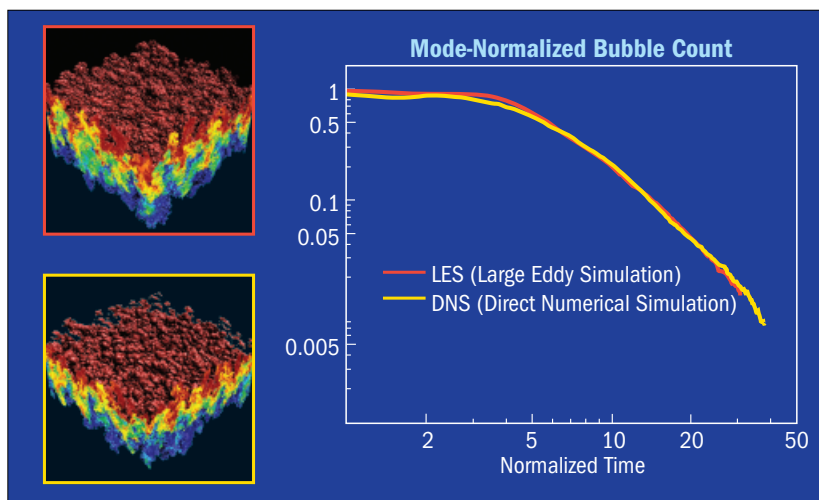 Mode-Normalized Bubble Count
1
0.5
0.1
0.05
0.005
LES (Large Eddy Simulation)
DNS (Direct Numerical Simulation)
2 5 10 20 50
Normalized Time